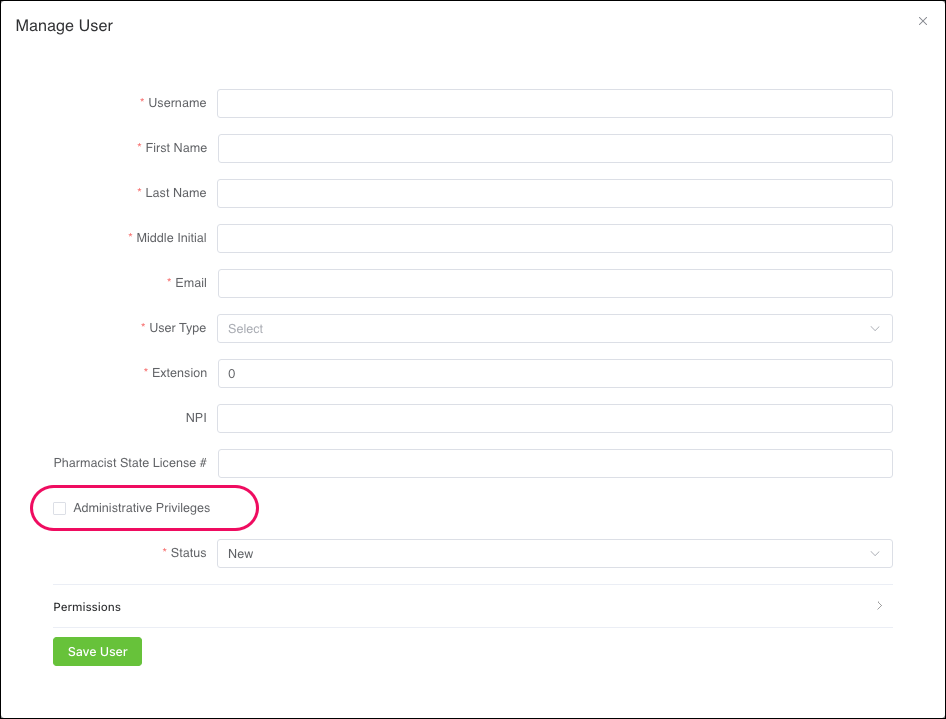 Manage User
* Username
* First Name
* Last Name
* Middle Initial
* Email
* User Type Select
* Extension 0
NPI
Pharmacist State License #
Administrative Privileges
* Status New
Permissions
Save User